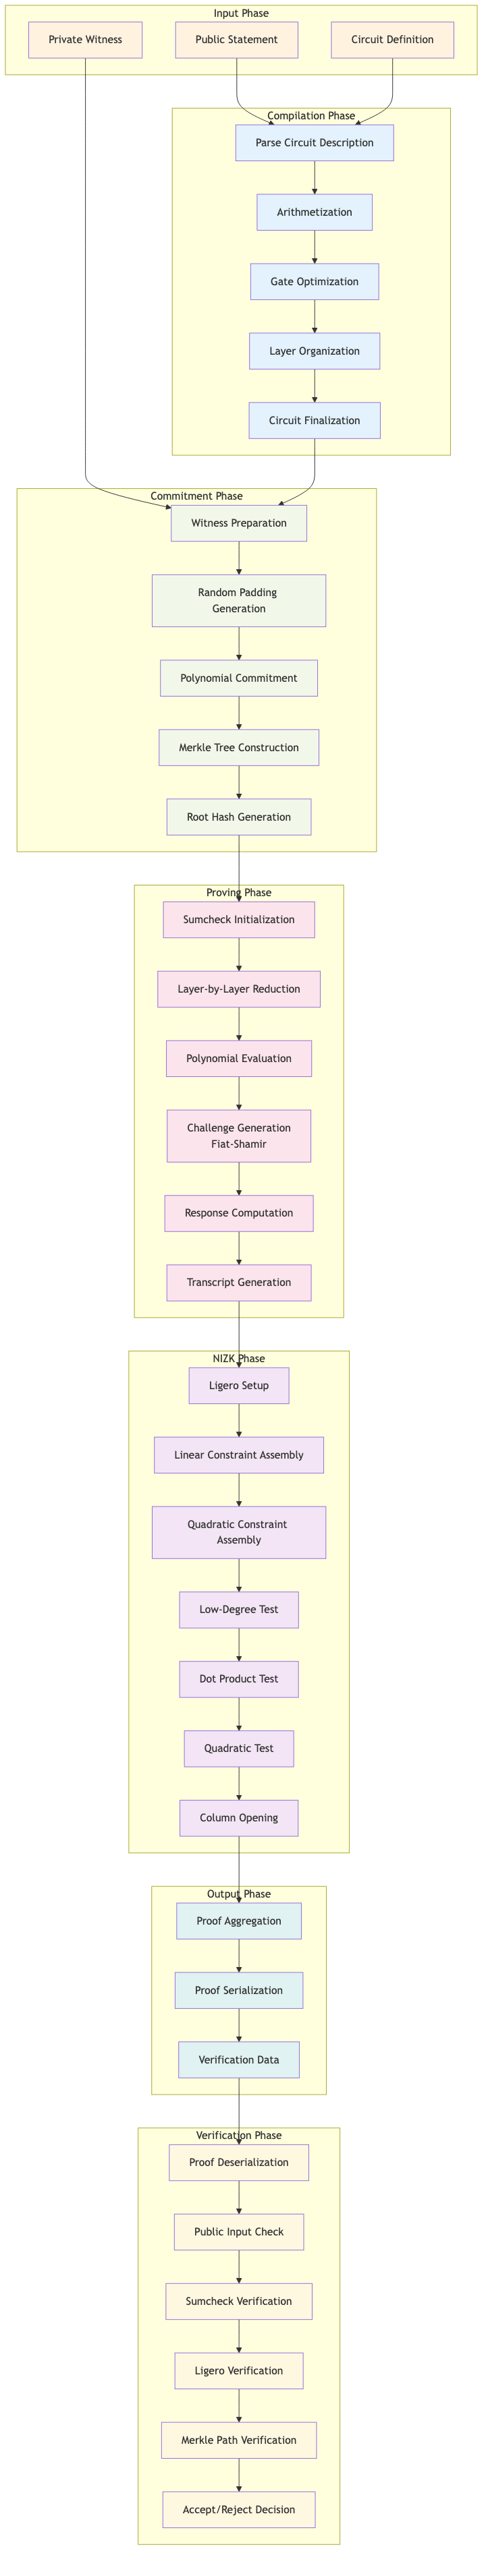 Input Phase
Private Witness
Public Statement
Circuit Definition
Compilation Phase
Parse Circuit Description
Arithmetization
Gate Optimization
Layer Organization
Circuit Finalization
Commitment Phase
Witness Preparation
Random Padding
Generation
Polynomial Commitment
Merkle Tree Construction
Root Hash Generation
Proving Phase
Sumcheck Initialization
Layer-by-Layer Reduction
Polynomial Evaluation
Challenge Generation
Fiat-Shamir
Response Computation
Transcript Generation
NIZK Phase
Ligero Setup
Linear Constraint Assembly
Quadratic Constraint
Assembly
Low-Degree Test
Dot Product Test
Quadratic Test
Column Opening
Output Phase
Proof Aggregation
Proof Serialization
Verification Data
Verification Phase
Proof Deserialization
Public Input Check
Sumcheck Verification
Ligero Verification
Merkle Path Verification
Accept/Reject Decision